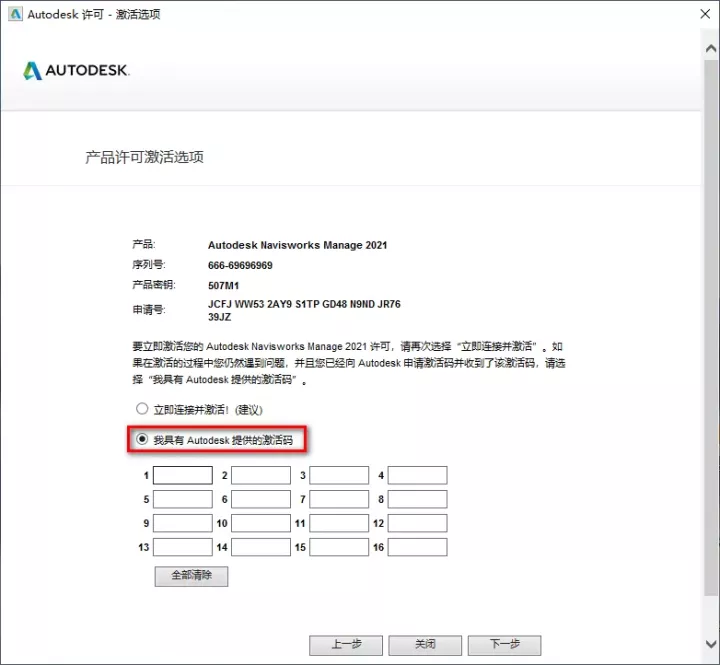 Autodesk 许可 - 激活选项
AUTODESK.
产品许可激活选项
产品: Autodesk Navisworks Manage 2021
序列号: 666-69696969
产品密钥: 507M1
申请号: JCFJ WW53 2AY9 S1TP GD48 N9ND JR76
39JZ
要立即激活您的 Autodesk Navisworks Manage 2021 许可，请再次选择“立即连接并激活”。如
果在激活的过程中您仍然遇到问题，并且您已经向 Autodesk 申请激活码并收到了该激活码，请选
择“我具有 Autodesk 提供的激活码”。
立即连接并激活! (建议)
我具有 Autodesk 提供的激活码
1 2 3 4
5 6 7 8
9 10 11 12
13 14 15 16
全部清除
上一步 关闭 下一步